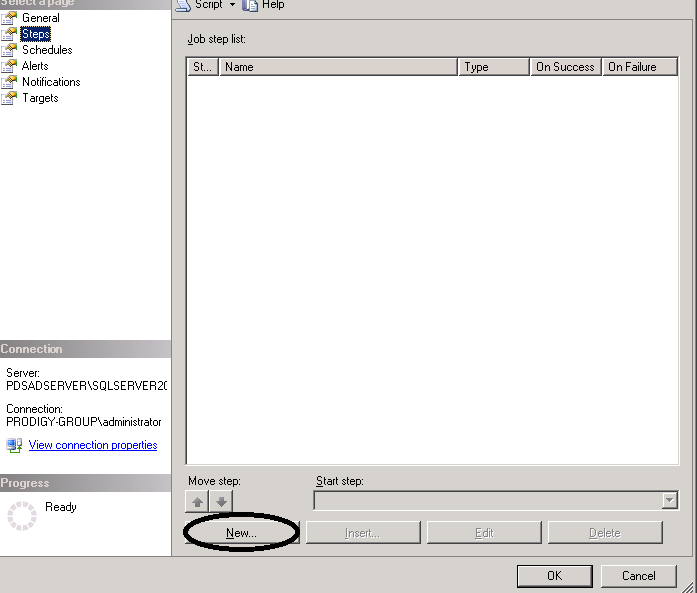 Select a page
Script Help
General
Steps
Schedules
Alerts
Notifications
Targets
Job step list:
St... Name Type On Success On Failure
Connection
Server:
PDSADSERVER\SQLSERVER20
Connection:
PRODIGY-GROUP\administrator
View connection properties
Progress
Ready
Move step: Start step:
New... Insert... Edit Delete
OK Cancel